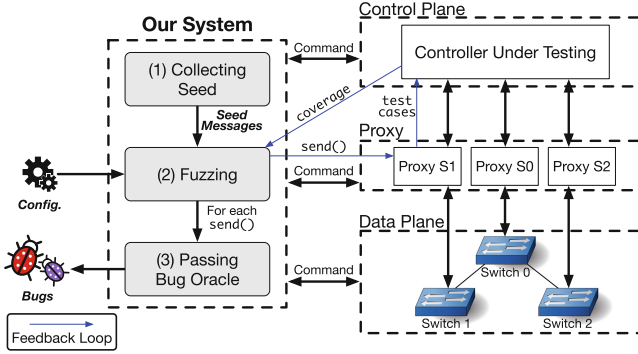 Control Plane
Our System
Command
Controller Under Testing
(1) Collecting
Seed
coverage
test
cases
Seed
Messages
Proxy
send()
(2) Fuzzing
Proxy S1
Proxy S0
Proxy S2
Command
Config.
For each
send()
Data Plane
(3) Passing
Bug Oracle
Command
Switch 0
Bugs
Switch 1
Switch 2
Feedback Loop